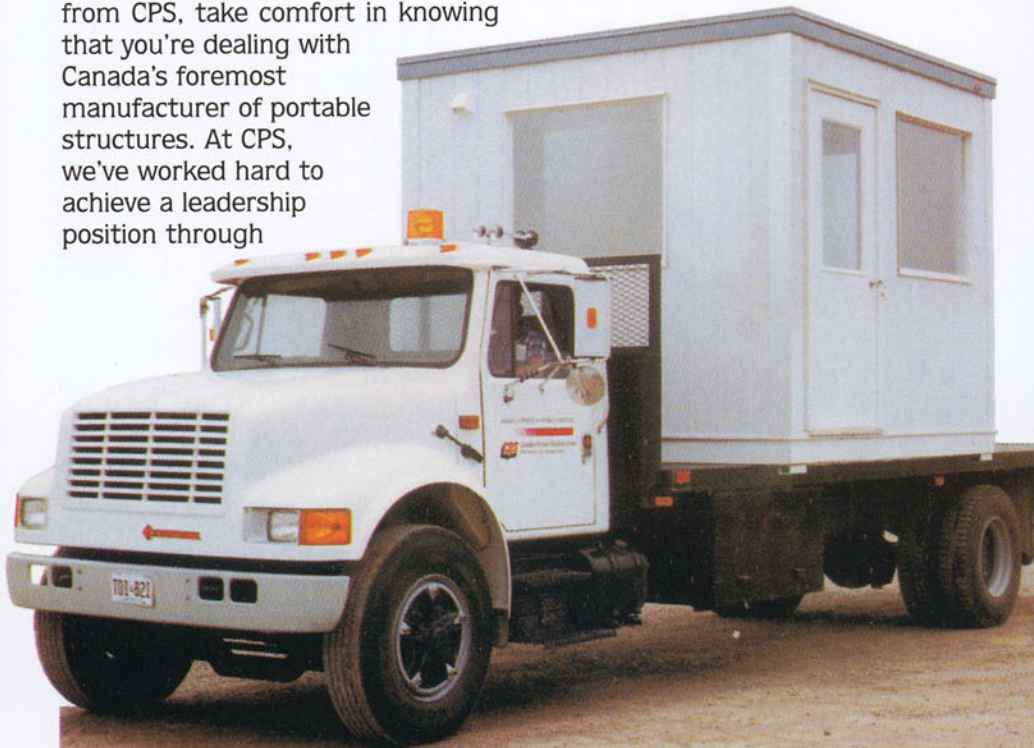 from CPS, take comfort in knowing
that you're dealing with
Canada's foremost
manufacturer of portable
structures. At CPS,
we've worked hard to
achieve a leadership
position through